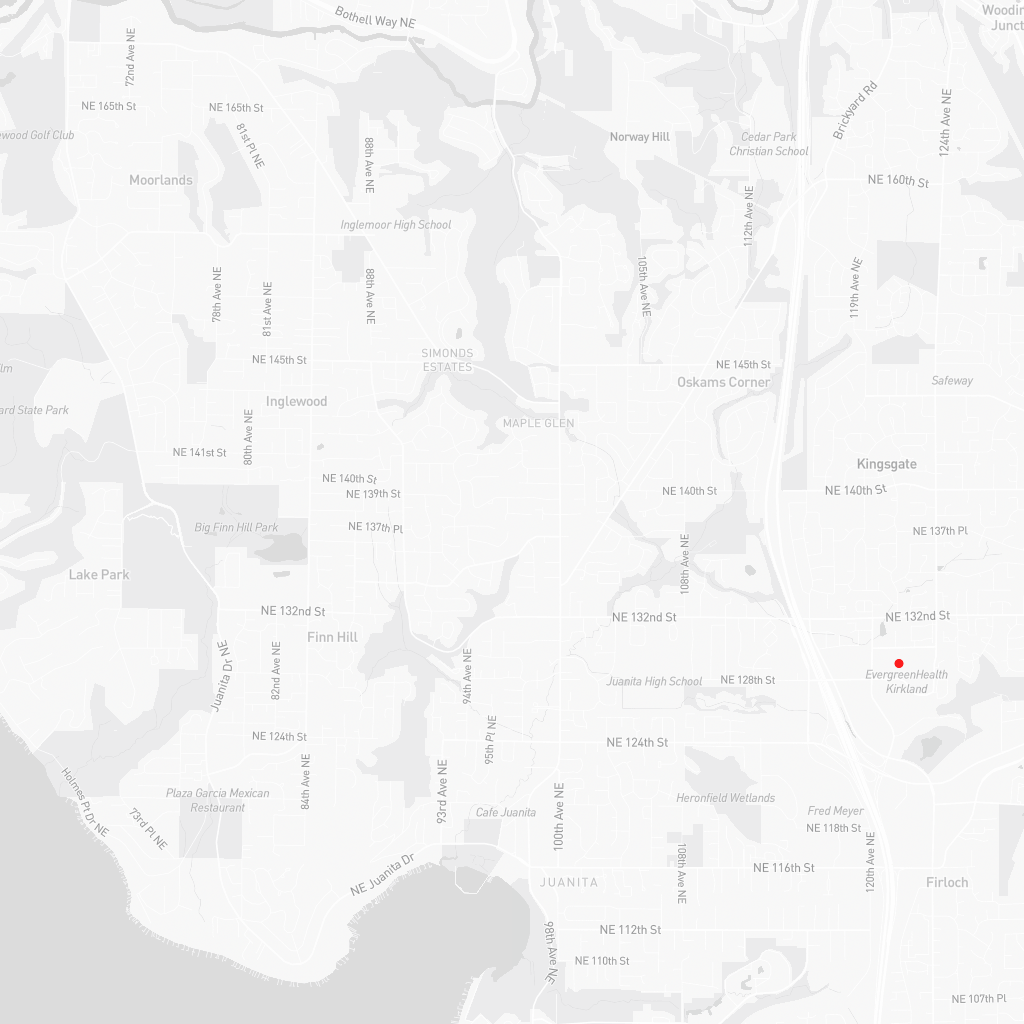 Bothell Way NE
Woodin
Junct
72nd Ave NE
NE 165th St
NE 165th St
81st Pl NE
88th Ave NE
ewood Golf Club
Norway Hill
Cedar Park
Christian School
Brickyard Rd
124th Ave NE
Moorlands
NE 160th St
Inglemoor High School
112th Ave NE
78th Ave NE
81st Ave NE
88th Ave NE
105th Ave NE
119th Ave NE
NE 145th St
SIMONDS
ESTATES
NE 145th St
Oskams Corner
Safeway
lm
ard State Park
Inglewood
MAPLE GLEN
80th Ave NE
NE 141st St
Kingsgate
NE 140th St
NE 139th St
NE 140th St
NE 140th St
Big Finn Hill Park
NE 137th Pl
NE 137th Pl
108th Ave NE
Lake Park
NE 132nd St
NE 132nd St
NE 132nd St
Finn Hill
Juanita Dr NE
82nd Ave NE
94th Ave NE
Juanita High School
NE 128th St
EvergreenHealth
Kirkland
NE 124th St
95th Pl NE
NE 124th St
Holmes Pt Dr NE
73rd Pl NE
Plaza Garcia Mexican
Restaurant
84th Ave NE
93rd Ave NE
Cafe Juanita
100th Ave NE
Heronfield Wetlands
Fred Meyer
NE 118th St
120th Ave NE
NE Juanita Dr
JUANITA
108th Ave NE
NE 116th St
Firloch
98th Ave NE
NE 112th St
NE 110th St
NE 107th Pl